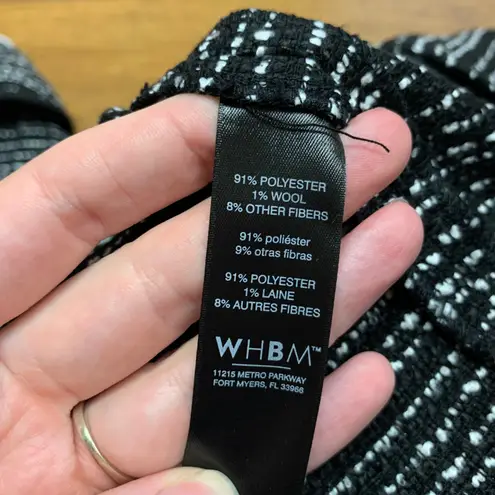 91% POLYESTER
1% WOOL
8% OTHER FIBERS
91% poliéster
9% otras fibras
91% POLYESTER
1% LAINE
8% AUTRES FIBRES
WHBM™
11215 METRO PARKWAY
FORT MYERS, FL 33966